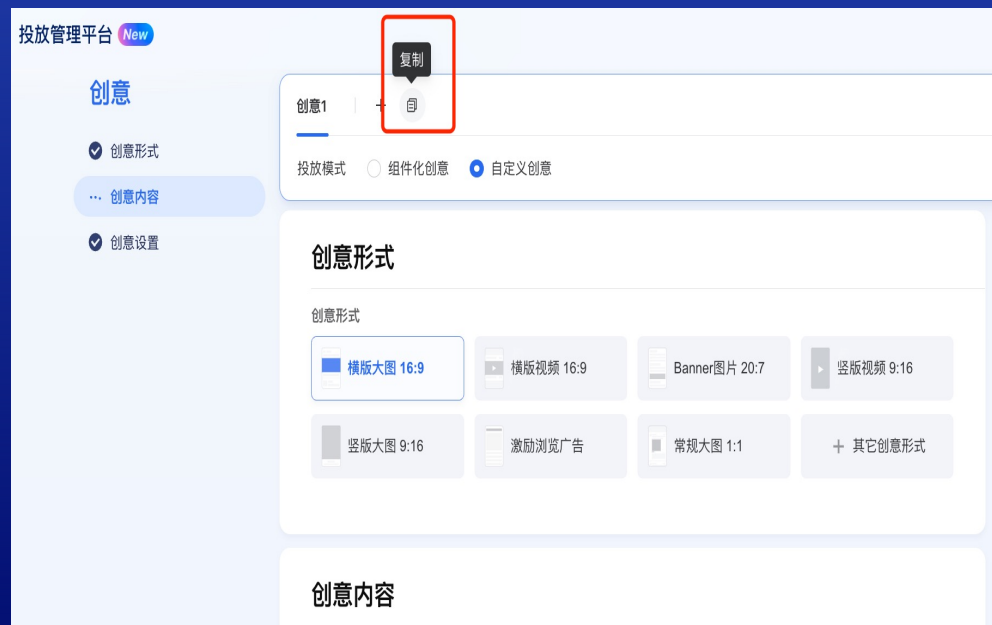 投放管理平台 New
复制
创意
创意1 +
创意形式
投放模式 组件化创意 自定义创意
··· 创意内容
创意设置
创意形式
创意形式
横版大图 16:9
横版视频 16:9
Banner图片 20:7
竖版视频 9:16
竖版大图 9:16
激励浏览广告
常规大图 1:1
+ 其它创意形式
创意内容